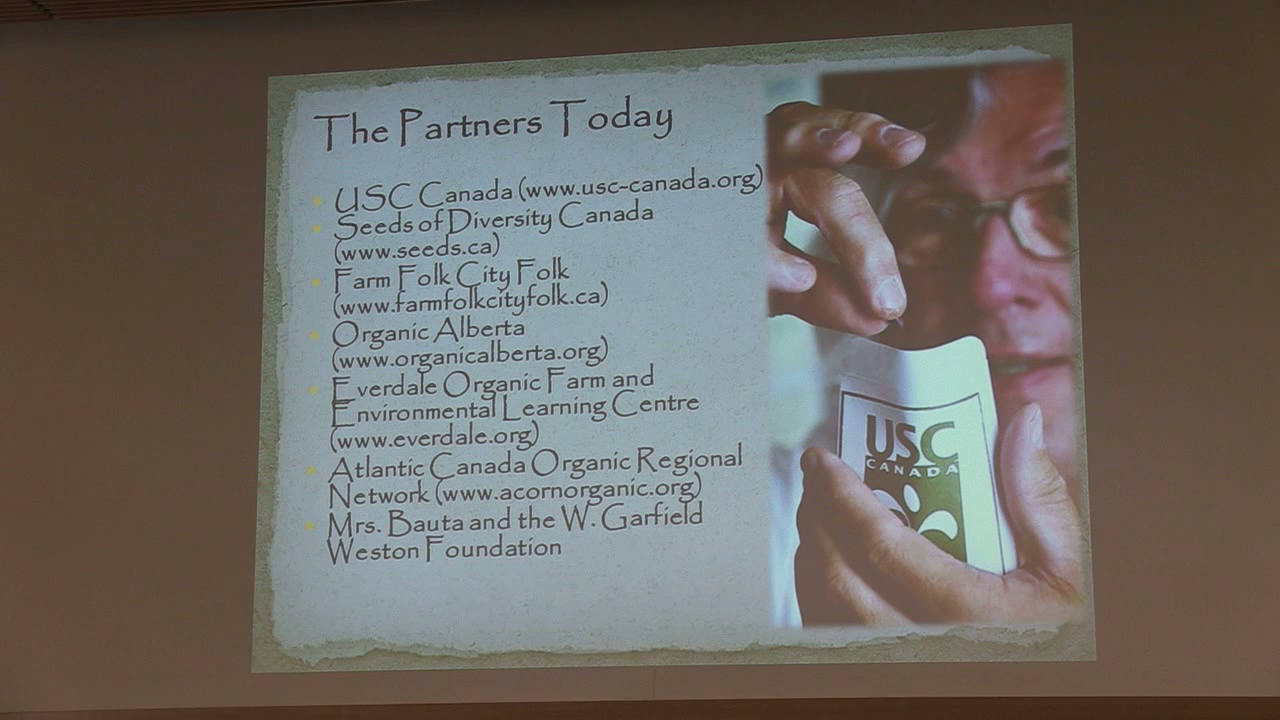 The Partners Today
USC Canada (www.usc-canada.org)
Seeds of Diversity Canada
(www.seeds.ca)
Farm Folk City Folk
(www.farmfolkcityfolk.ca)
Organic Alberta
(www.organicalberta.org)
Everdale Organic Farm and
Environmental Learning Centre
(www.everdale.org)
Atlantic Canada Organic Regional
Network (www.acornorganic.org)
Mrs. Bauta and the W. Garfield
Weston Foundation
USC
CANADA